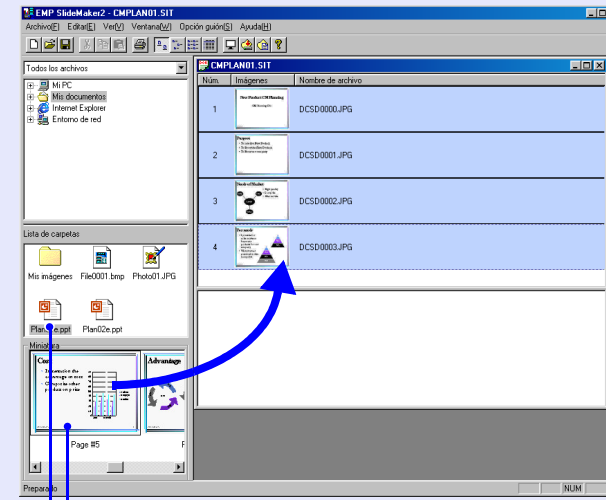 EMP SlideMaker2 - CMPLAN01.SIT
Archivo(F) Editar(E) Ver(V) Ventana(W) Opción guión(S) Ayuda(H)
Todos los archivos
Mi PC
Mis documentos
Internet Explorer
Entorno de red
Lista de carpetas
Mis imágenes File0001.bmp Photo01.JPG
Plan02e.ppt
Miniatura
Advantage
Page #5
Preparado
CMPLAN01.SIT
Núm. Imágenes Nombre de archivo
1 DCSD0000.JPG
2 Purpose DCSD0001.JPG
3 DCSD0002.JPG
4 DCSD0003.JPG
NUM